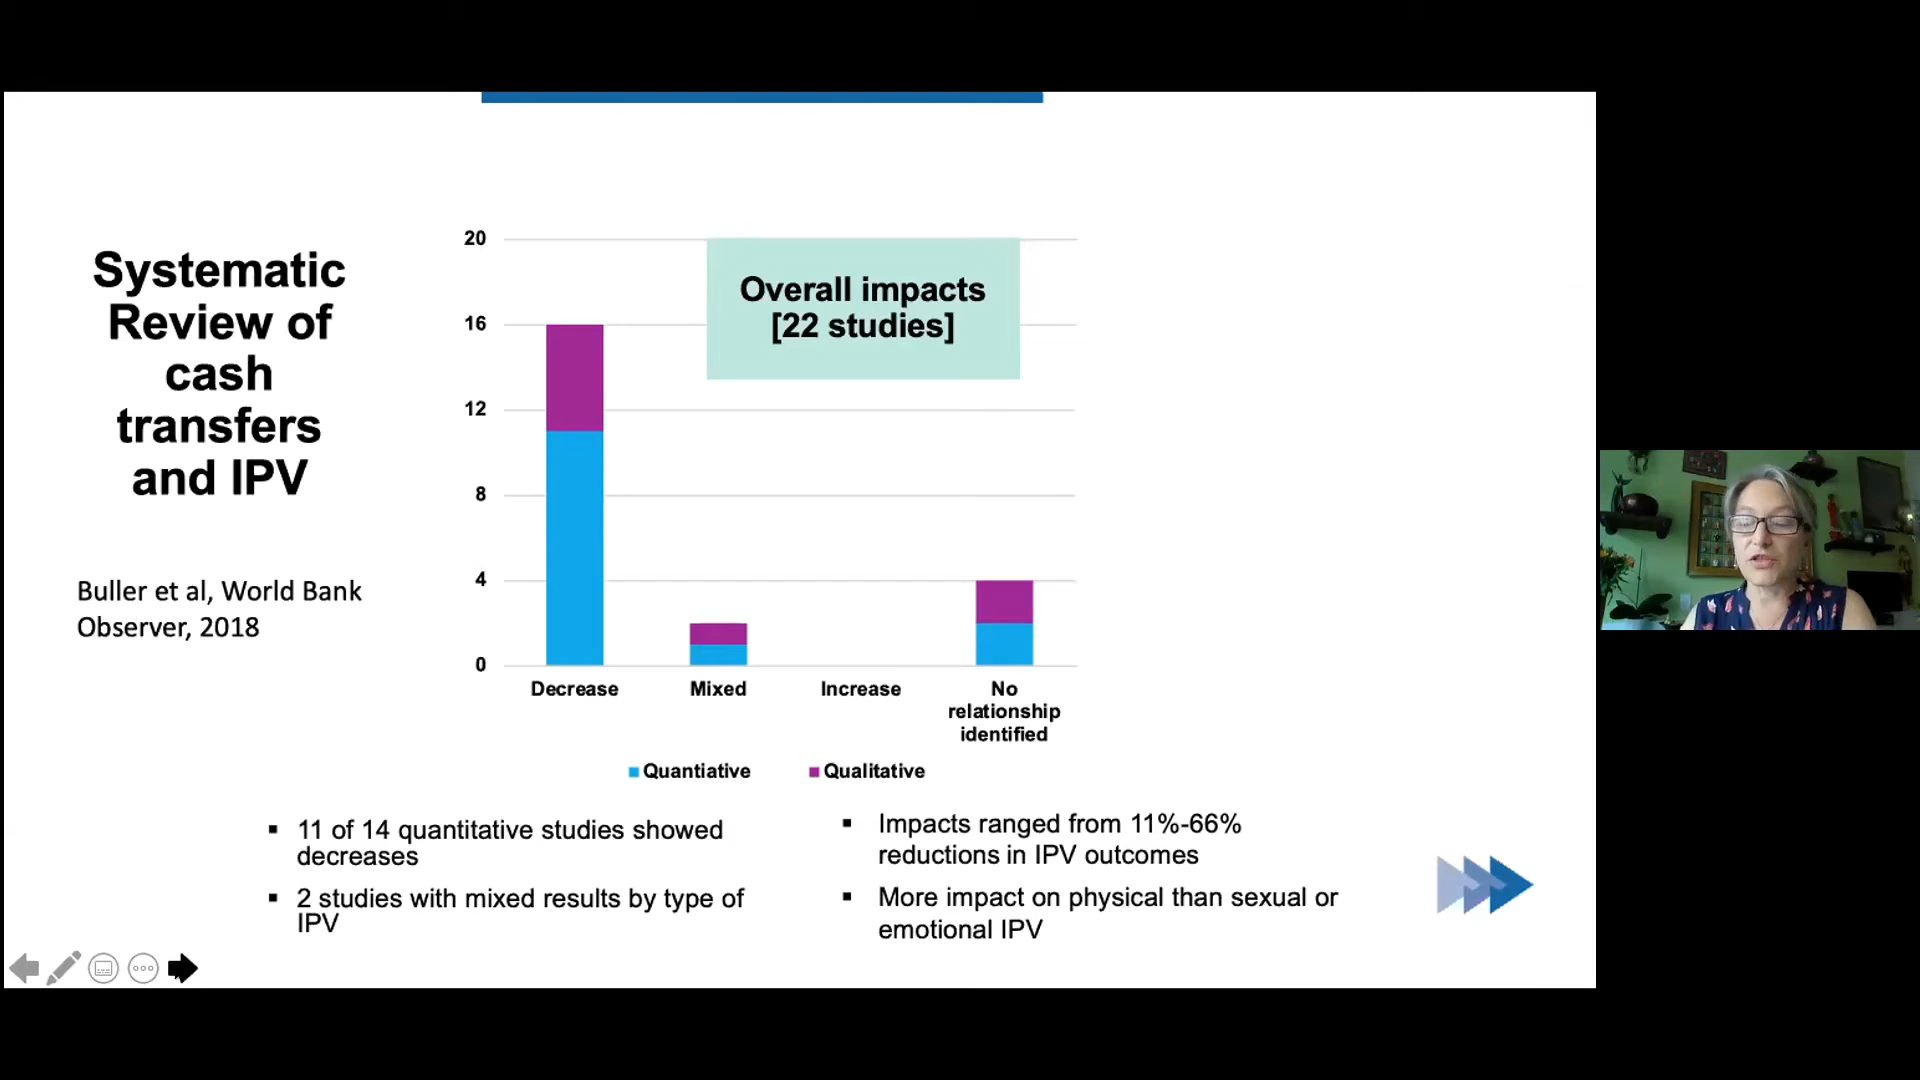 Systematic
Review of
cash
transfers
and IPV
Buller et al, World Bank
Observer, 2018
Overall impacts
[22 studies]
20
16
12
8
4
0
Decrease
Mixed
Increase
No
relationship
identified
Quantiative
Qualitative
▪ 11 of 14 quantitative studies showed
decreases
▪ 2 studies with mixed results by type of
IPV
▪ Impacts ranged from 11%-66%
reductions in IPV outcomes
▪ More impact on physical than sexual or
emotional IPV